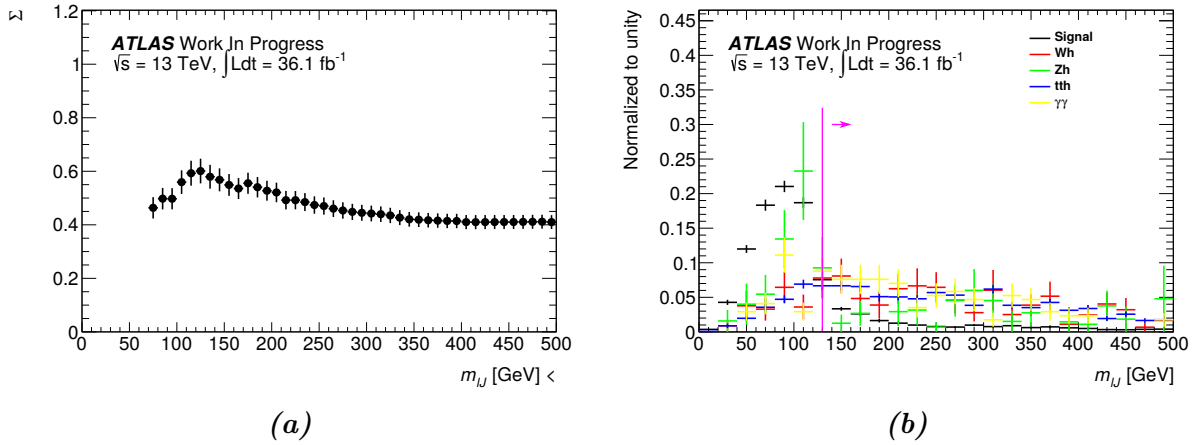 Σ
1.2
1
0.8
0.6
0.4
0.2
0
ATLAS Work In Progress
√s = 13 TeV, ∫Ldt = 36.1 fb⁻¹
0 50 100 150 200 250 300 350 400 450 500
m_{lJ} [GeV] <
(a)
Normalized to unity
0.45
0.4
0.35
0.3
0.25
0.2
0.15
0.1
0.05
0
ATLAS Work In Progress
√s = 13 TeV, ∫Ldt = 36.1 fb⁻¹
Signal
Wh
Zh
tth
γγ
0 50 100 150 200 250 300 350 400 450 500
m_{lJ} [GeV]
(b)